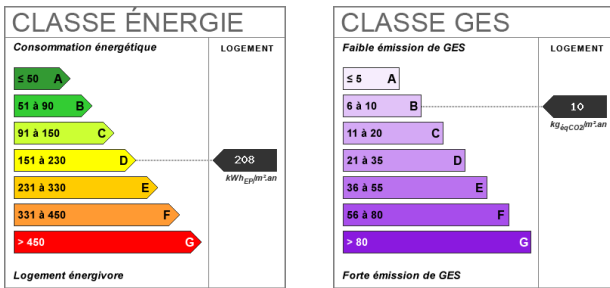 CLASSE ÉNERGIE
Consommation énergétique
LOGEMENT
≤ 50 A
51 à 90 B
91 à 150 C
151 à 230 D
208
kWhEP/m².an
231 à 330 E
331 à 450 F
> 450 G
Logement énergivore
CLASSE GES
Faible émission de GES
LOGEMENT
≤ 5 A
6 à 10 B
10
kgéqCO2/m².an
11 à 20 C
21 à 35 D
36 à 55 E
56 à 80 F
> 80 G
Forte émission de GES